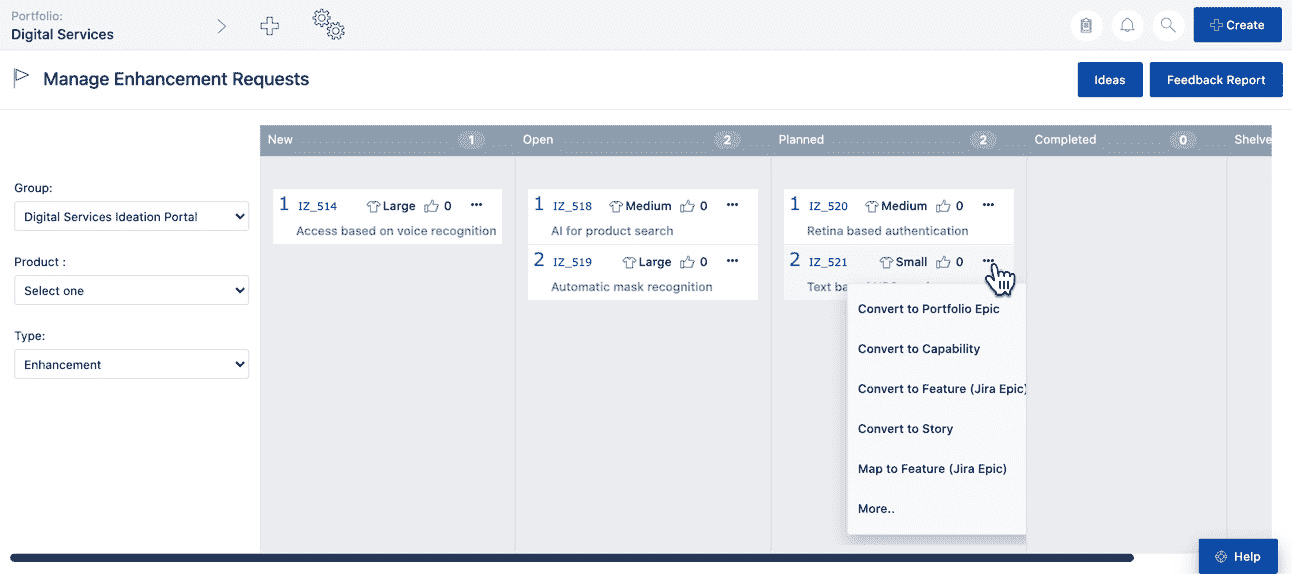 Portfolio:
Digital Services
Create
Manage Enhancement Requests
Ideas
Feedback Report
New 1
Open 2
Planned 2
Completed 0
Shelve
Group:
Digital Services Ideation Portal
Product :
Select one
Type:
Enhancement
1 IZ_514 Large 0 •••
Access based on voice recognition
1 IZ_518 Medium 0 •••
AI for product search
2 IZ_519 Large 0 •••
Automatic mask recognition
1 IZ_520 Medium 0 •••
Retina based authentication
2 IZ_521 Small 0 •••
Text
Convert to Portfolio Epic
Convert to Capability
Convert to Feature (Jira Epic)
Convert to Story
Map to Feature (Jira Epic)
More..
Help